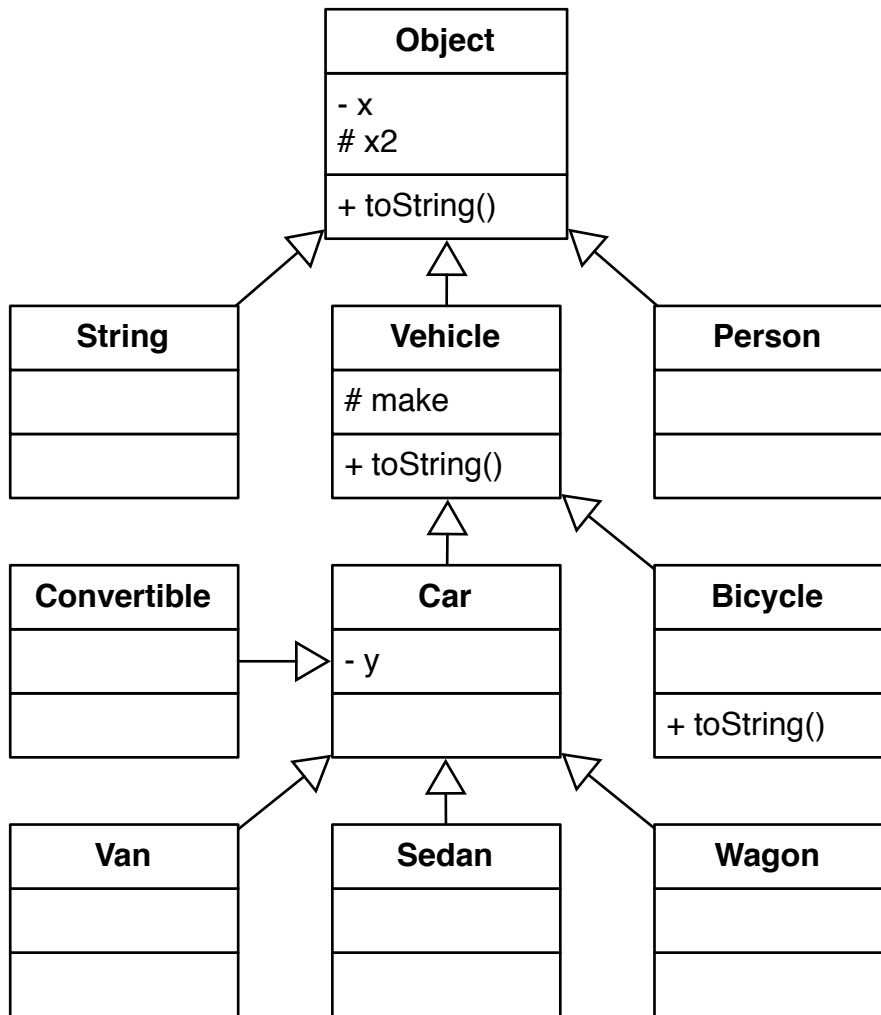 Object
- x
# x2
+ toString()
String
Vehicle
Person
# make
+ toString()
Convertible
Car
Bicycle
- y
+ toString()
Van
Sedan
Wagon